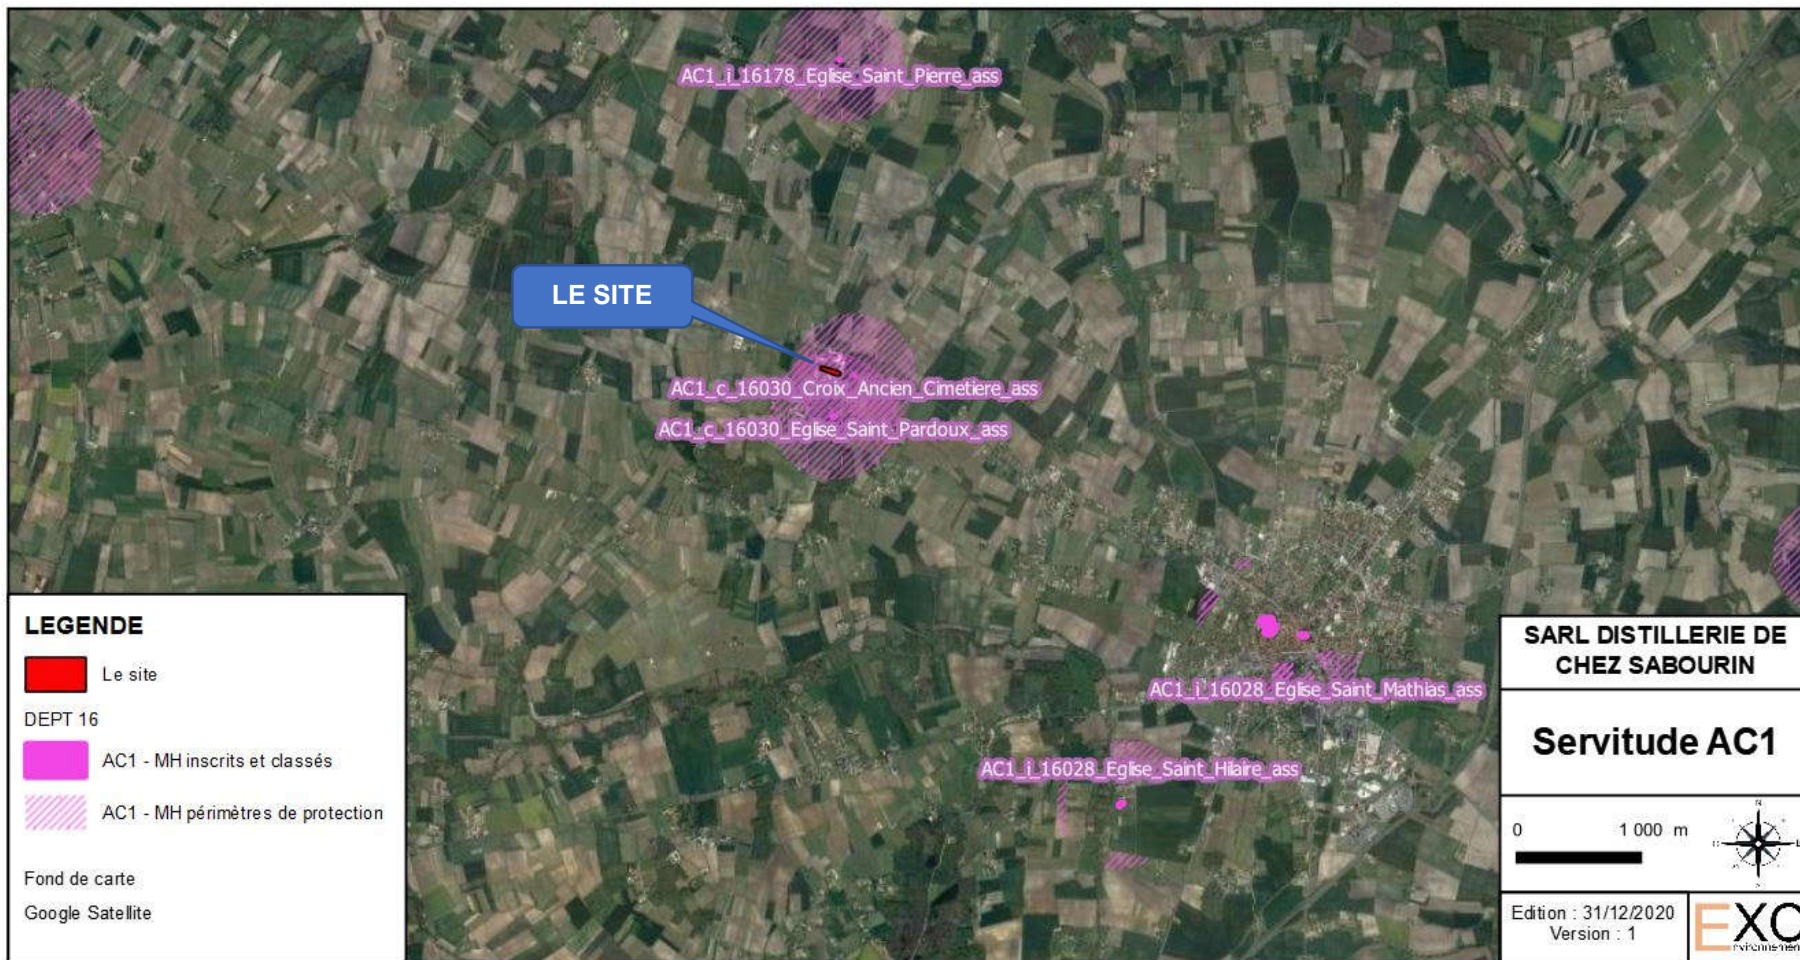 AC1_i_16178_Eglise_Saint_Pierre_ass
LE SITE
AC1_c_16030_Croix_Ancien_Cimetiere_ass
AC1_c_16030_Eglise_Saint_Pardoux_ass
AC1_i_16028_Eglise_Saint_Mathias_ass
AC1_i_16028_Eglise_Saint_Hilaire_ass
LEGENDE
Le site
DEPT 16
AC1 - MH inscrits et classés
AC1 - MH périmètres de protection
Fond de carte
Google Satellite
SARL DISTILLERIE DE
CHEZ SABOURIN
Servitude AC1
0 1 000 m
N
Edition : 31/12/2020
Version : 1
EXO